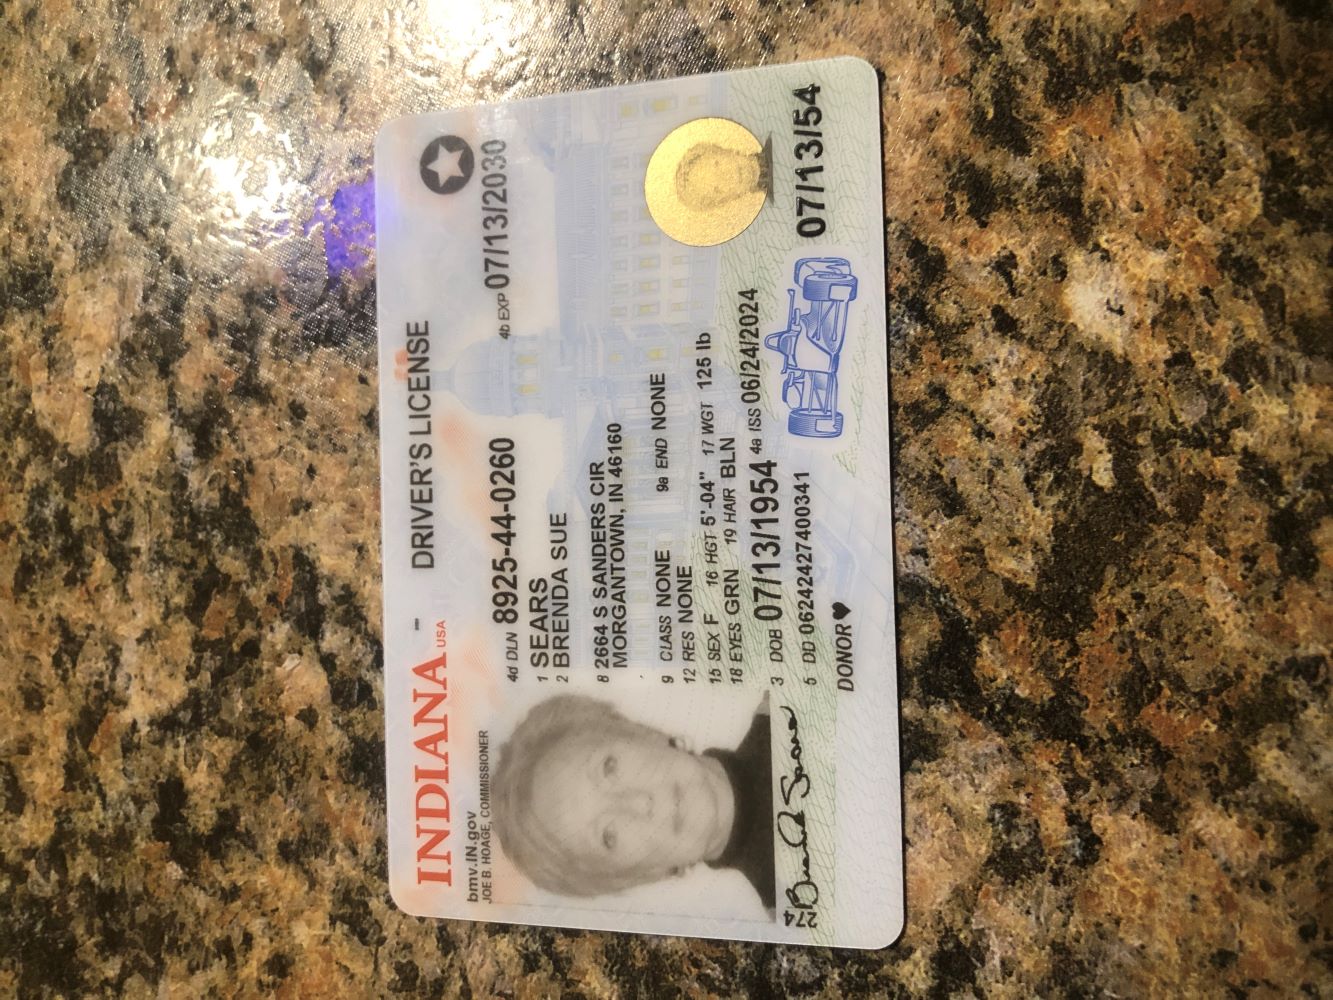 INDIANA USA DRIVER'S LICENSE
bmv.IN.gov
JOE B. HOAGE, COMMISSIONER
4d DLN 8925-44-0260 4b EXP 07/13/2030
1 SEARS
2 BRENDA SUE
8 2664 S SANDERS CIR
MORGANTOWN, IN 46160
9 CLASS NONE 9a END NONE
12 RES NONE
15 SEX F 16 HGT 5'-04" 17 WGT 125 lb
18 EYES GRN 19 HAIR BLN
3 DOB 07/13/1954 4a ISS 06/24/2024
274
5 DD 06242427400341
07/13/54
DONOR♥